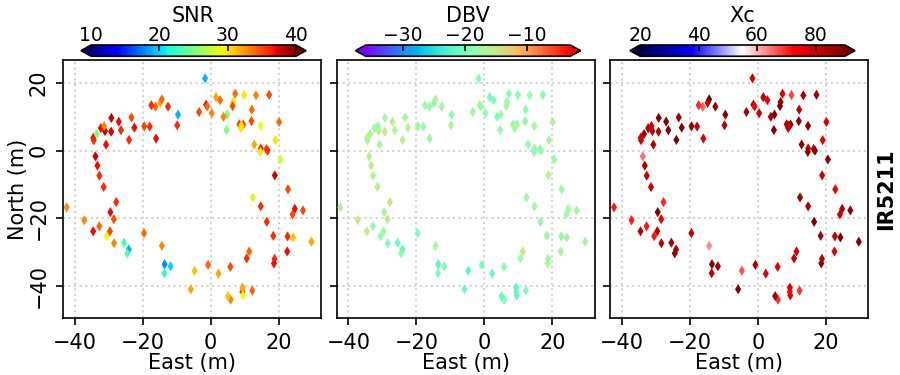 SNR DBV Xc
10 20 30 40 −30 −20 −10 20 40 60 80
20
0
−20
−40
North (m)
−40 −20 0 20 −40 −20 0 20 −40 −20 0 20
East (m) East (m) East (m)
IR5211